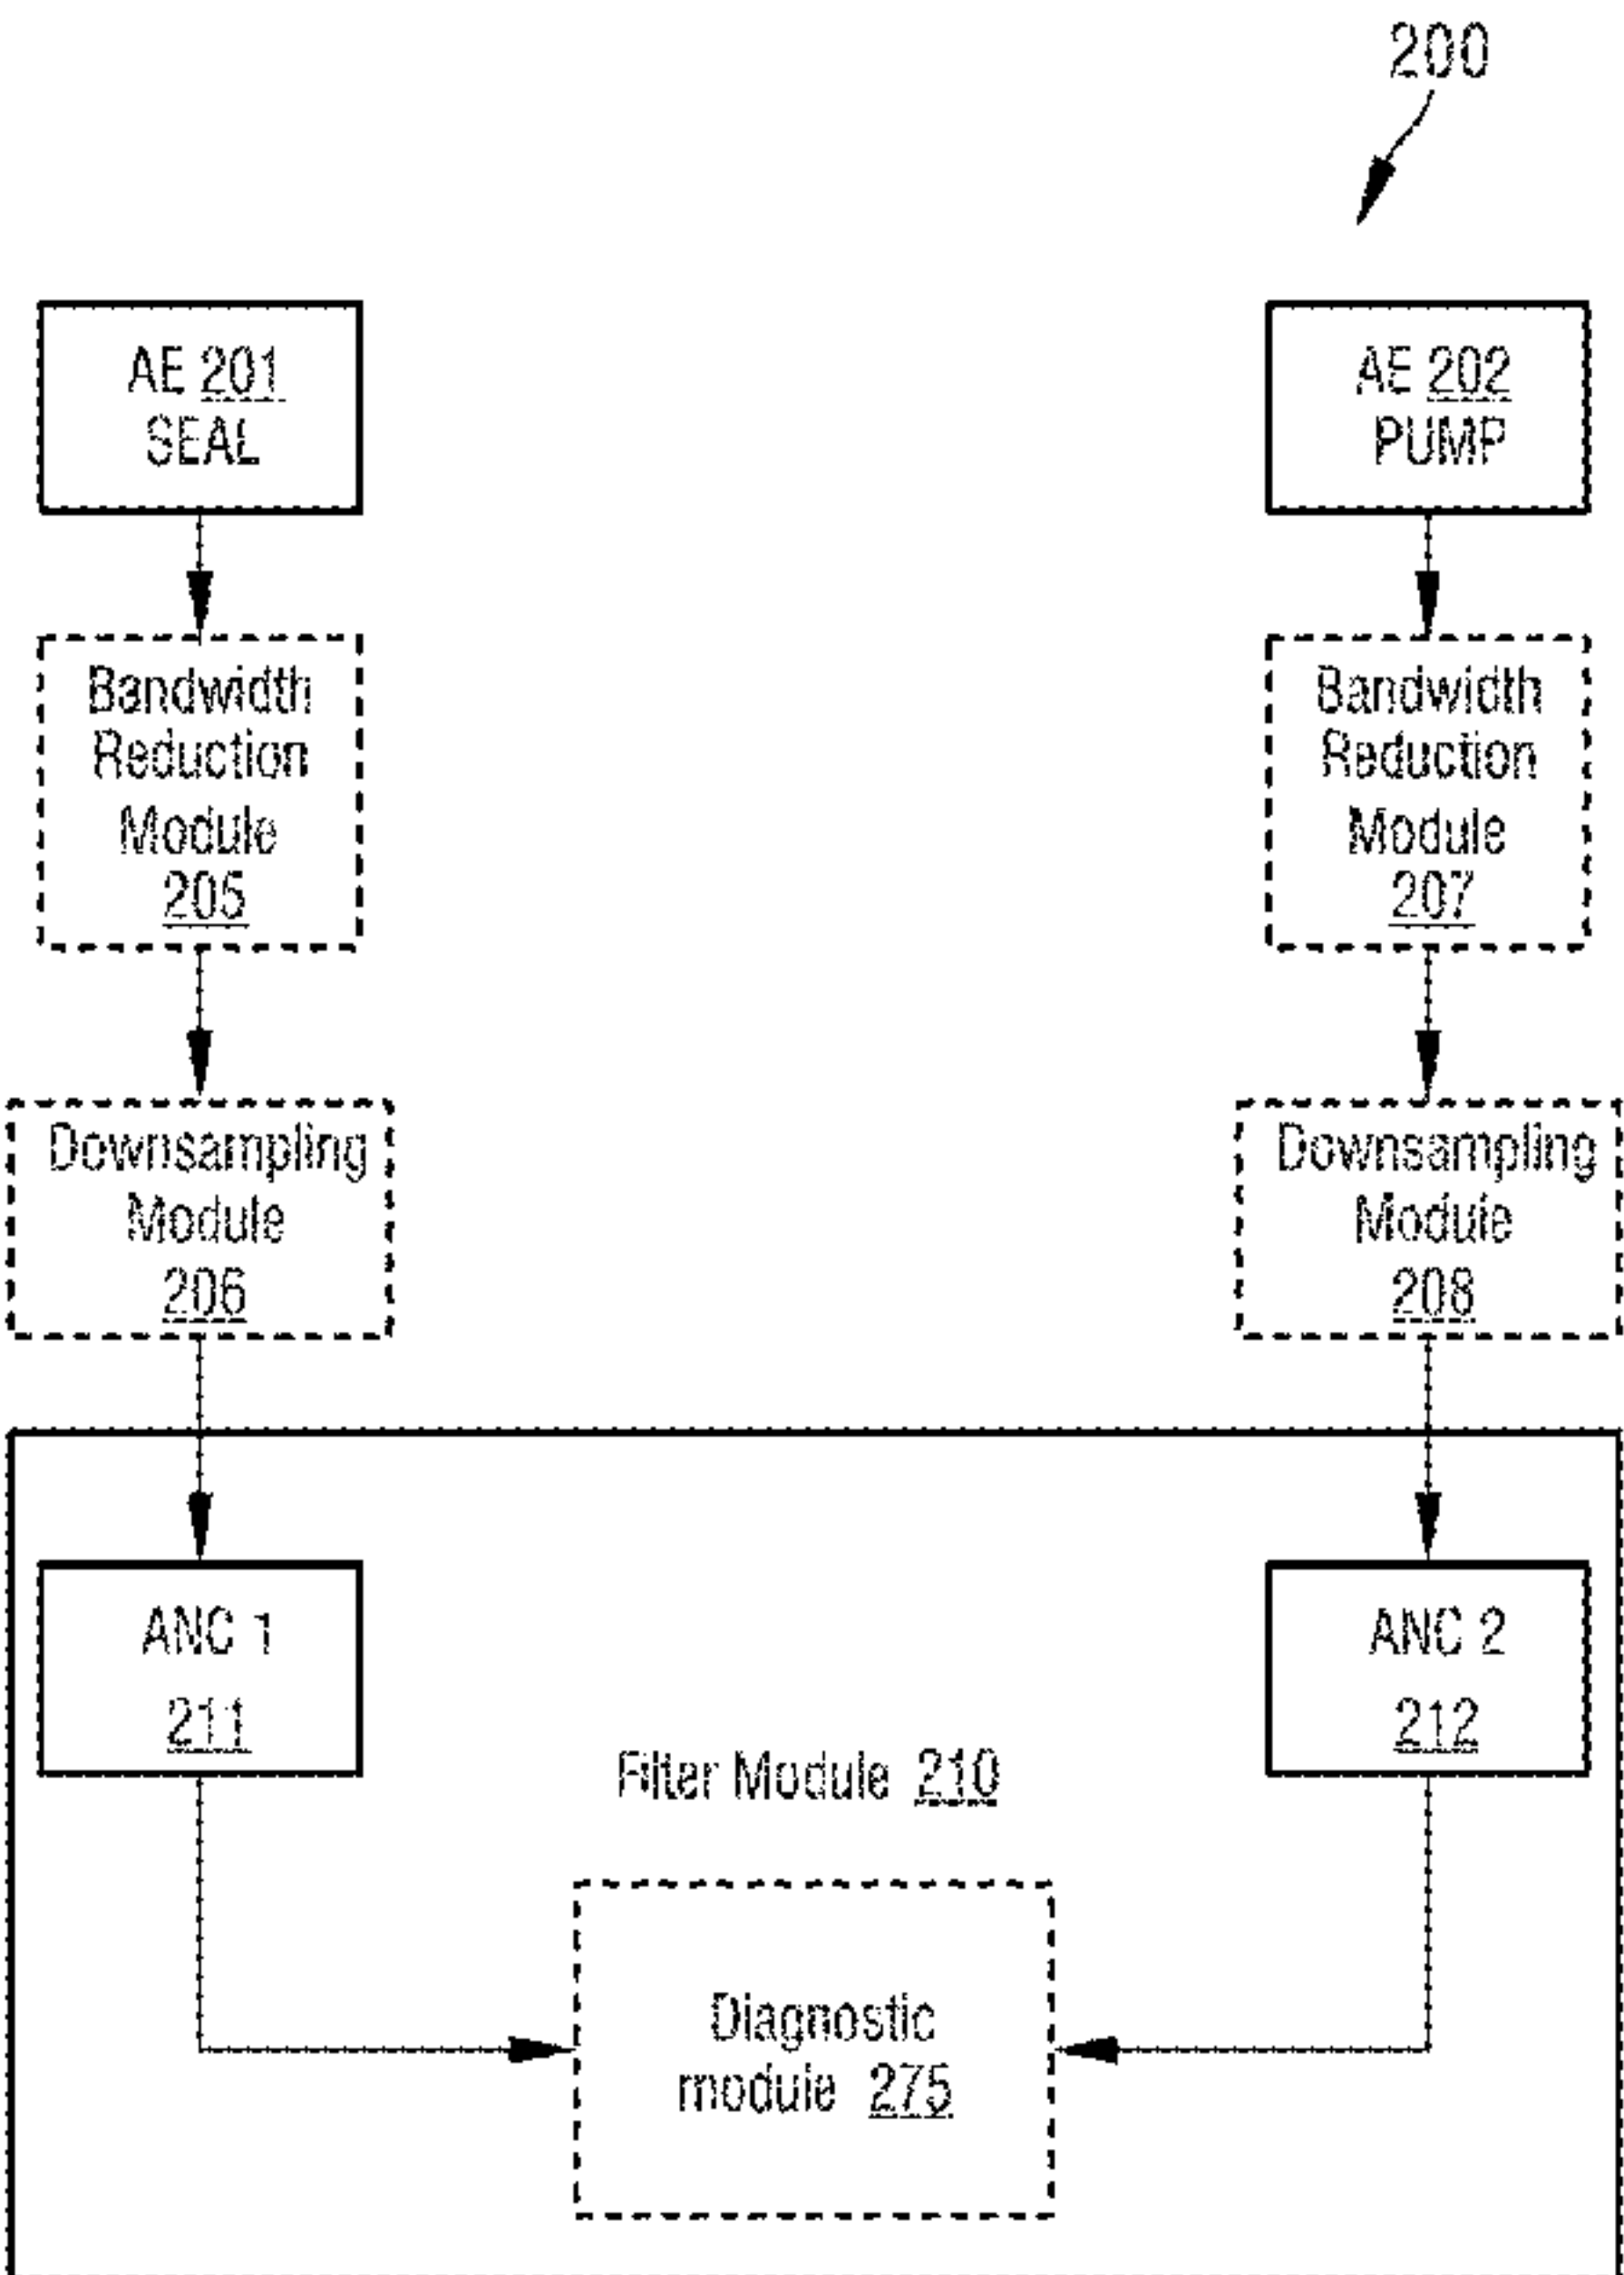 200
AE 201
SEAL
AE 202
PUMP
Bandwidth
Reduction
Module
205
Bandwidth
Reduction
Module
207
Downsampling
Module
206
Downsampling
Module
208
ANC 1
211
ANC 2
212
Filter Module 210
Diagnostic
module 275